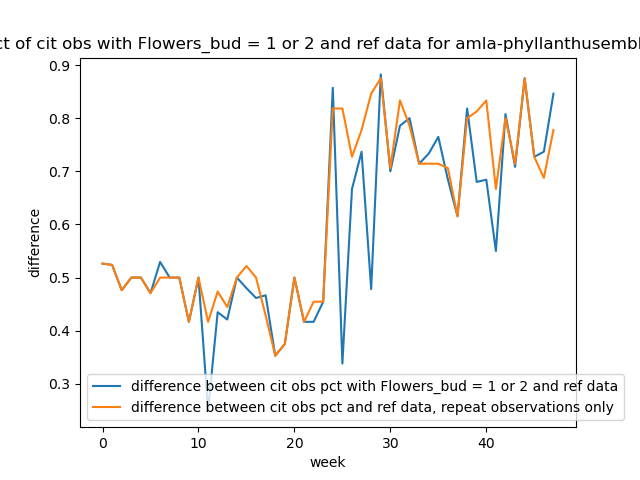 ct of cit obs with Flowers_bud = 1 or 2 and ref data for amla-phyllanthusembl
0.9
0.8
0.7
0.6
0.5
0.4
0.3
difference
difference between cit obs pct with Flowers_bud = 1 or 2 and ref data
difference between cit obs pct and ref data, repeat observations only
0 10 20 30 40
week